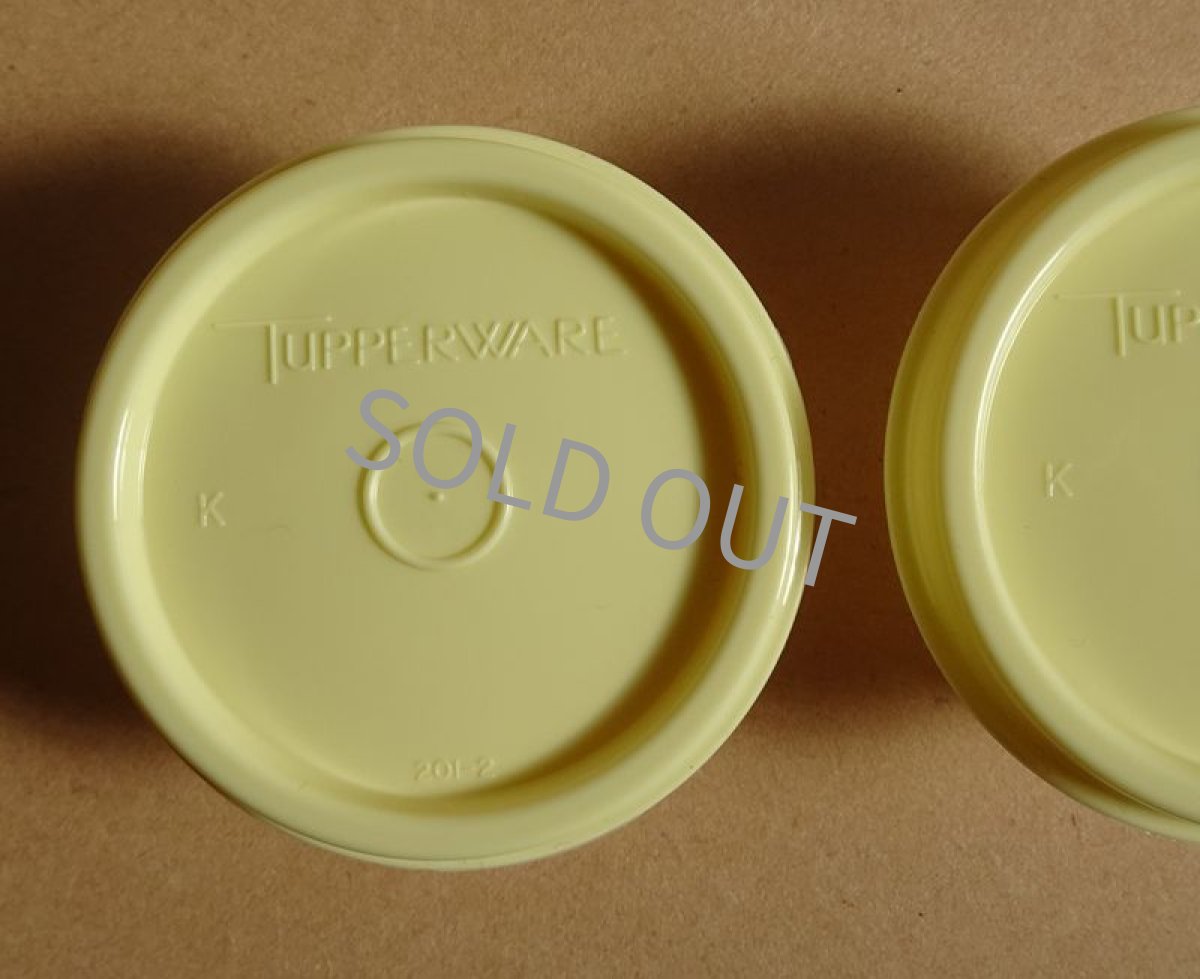 TUPPERWARE
K
201-2
SOLD OUT
TUP
K